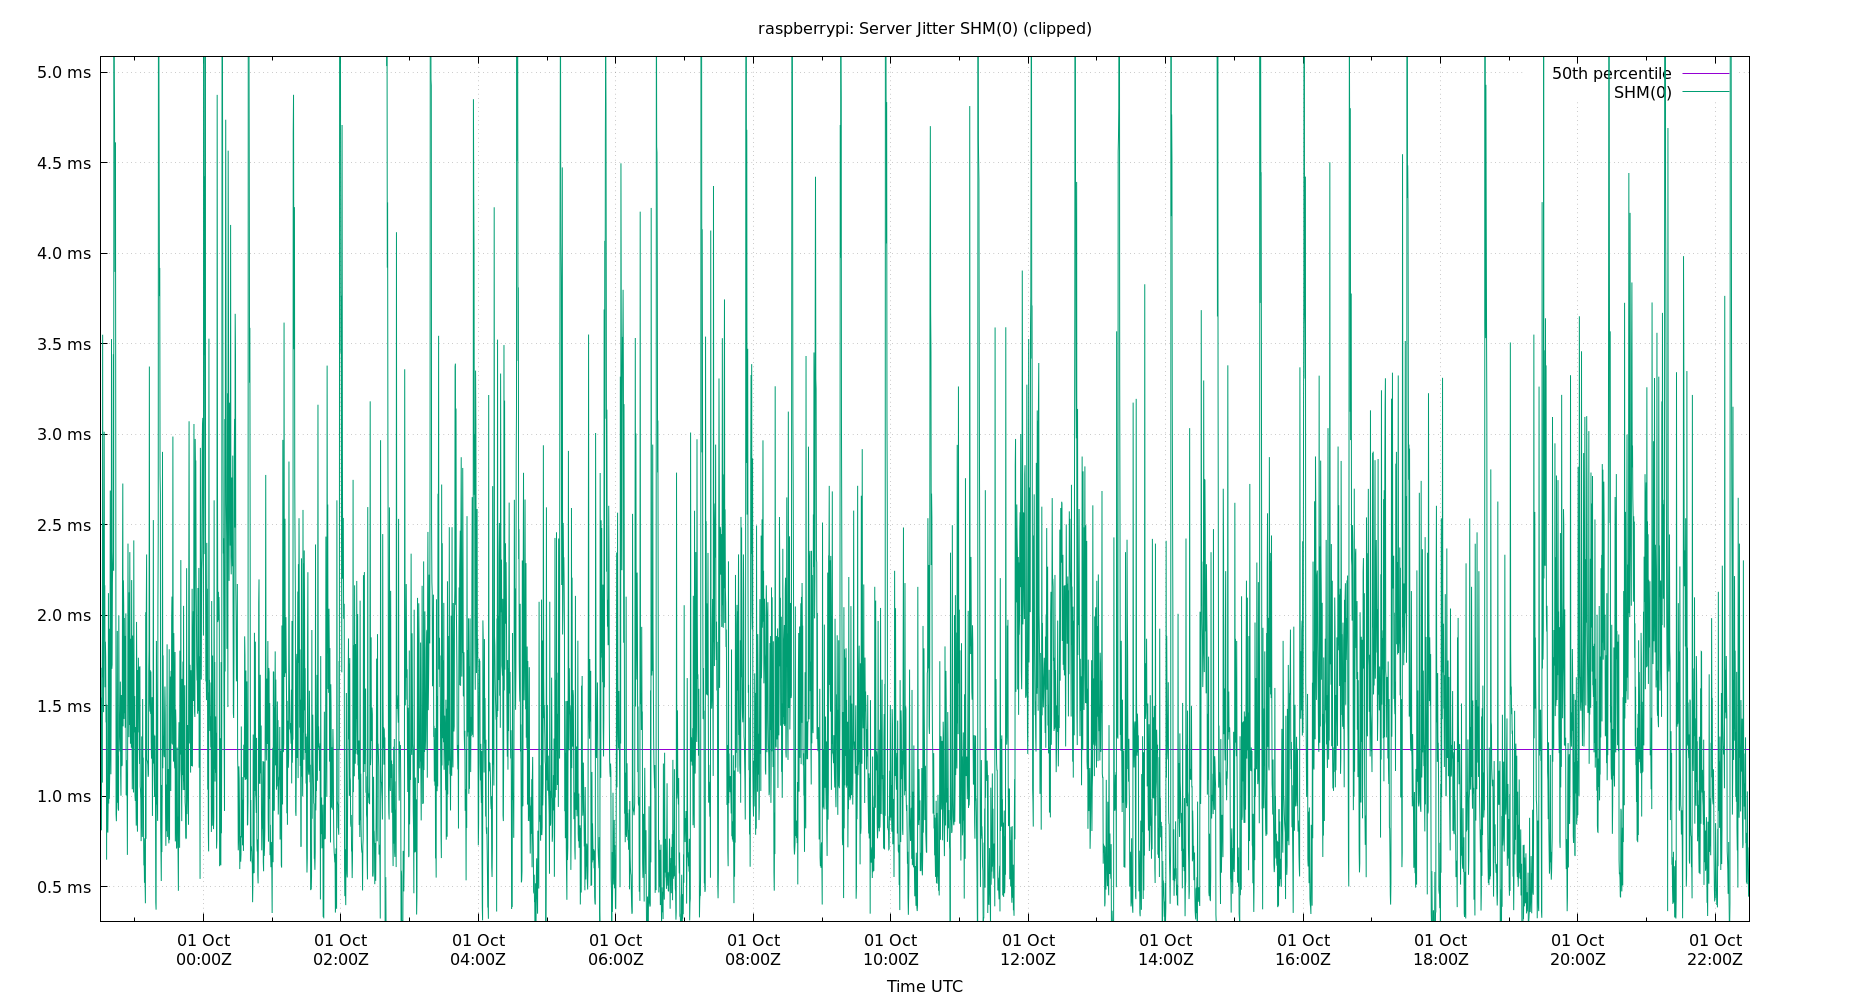 raspberrypi: Server Jitter SHM(0) (clipped)
5.0 ms
4.5 ms
4.0 ms
3.5 ms
3.0 ms
2.5 ms
2.0 ms
1.5 ms
1.0 ms
0.5 ms
50th percentile
SHM(0)
01 Oct 01 Oct 01 Oct 01 Oct 01 Oct 01 Oct 01 Oct 01 Oct 01 Oct 01 Oct 01 Oct 01 Oct
00:00Z 02:00Z 04:00Z 06:00Z 08:00Z 10:00Z 12:00Z 14:00Z 16:00Z 18:00Z 20:00Z 22:00Z
Time UTC